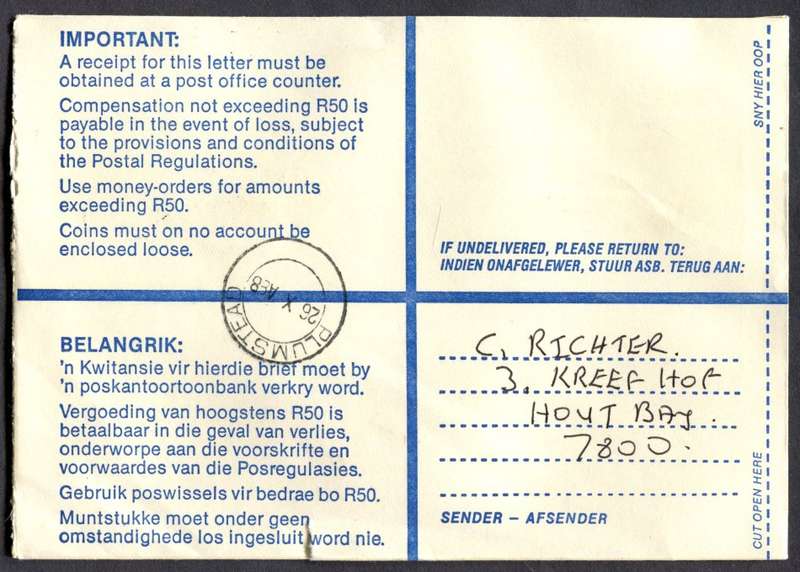 IMPORTANT:
A receipt for this letter must be
obtained at a post office counter.
Compensation not exceeding R50 is
payable in the event of loss, subject
to the provisions and conditions of
the Postal Regulations.
Use money-orders for amounts
exceeding R50.
Coins must on no account be
enclosed loose.
SNY HIER OOP
IF UNDELIVERED, PLEASE RETURN TO:
INDIEN ONAFGELEWER, STUUR ASB. TERUG AAN:
PLUMSTEAD
26 X
BELANGRIK:
'n Kwitansie vir hierdie brief moet by
'n poskantoortoonbank verkry word.
Vergoeding van hoogstens R50 is
betaalbaar in die geval van verlies,
onderworpe aan die voorskrifte en
voorwaardes van die Posregulasies.
Gebruik poswissels vir bedrae bo R50.
Muntstukke moet onder geen
omstandighede los ingesluit word nie.
C. RICHTER.
3. KREEF HOF
HOUT BAY.
7800.
SENDER – AFSENDER
CUT OPEN HERE